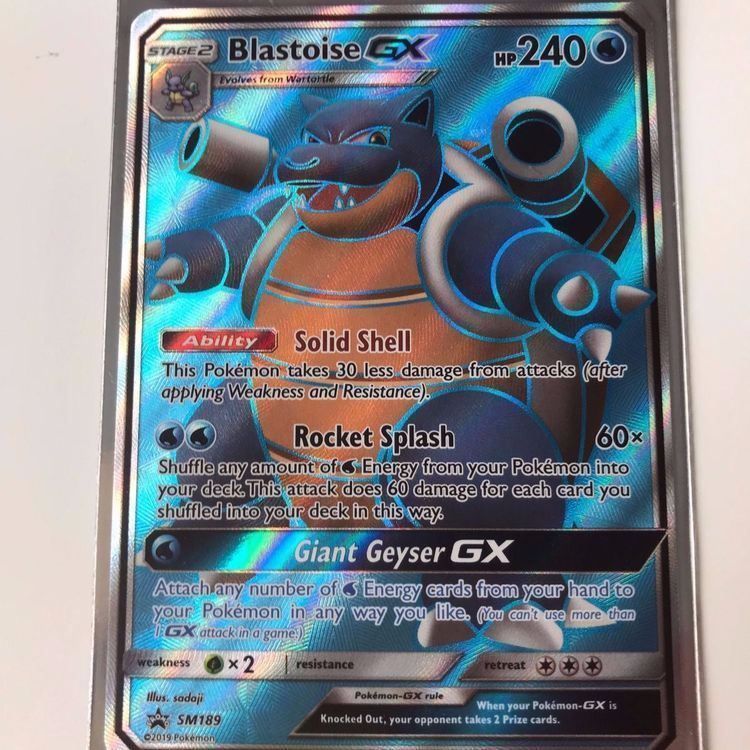 STAGE 2 Blastoise GX HP 240
Evolves from Wartortle
Ability Solid Shell
This Pokémon takes 30 less damage from attacks (after
applying Weakness and Resistance).
Rocket Splash 60×
Shuffle any amount of Energy from your Pokémon into
your deck. This attack does 60 damage for each card you
shuffled into your deck in this way.
Giant Geyser GX
Attach any number of Energy cards from your hand to
your Pokémon in any way you like. (You can't use more than
1 GX attack in a game.)
weakness ×2 resistance retreat
Illus. sadaji
Pokémon-GX rule
When your Pokémon-GX is
Knocked Out, your opponent takes 2 Prize cards.
SM189
©2019 Pokémon